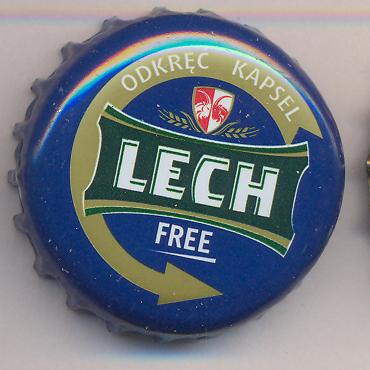 ODKRĘĆ KAPSEL
LECH
FREE